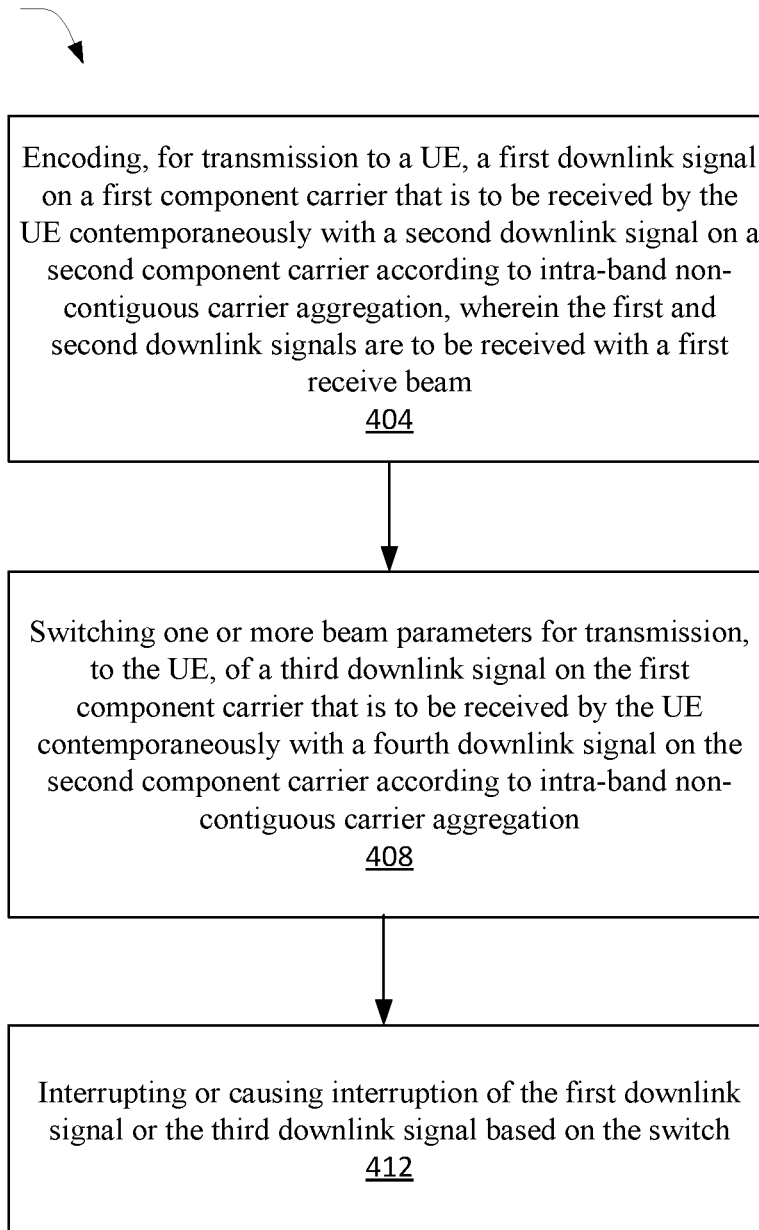 Encoding, for transmission to a UE, a first downlink signal
on a first component carrier that is to be received by the
UE contemporaneously with a second downlink signal on a
second component carrier according to intra-band non-
contiguous carrier aggregation, wherein the first and
second downlink signals are to be received with a first
receive beam
404
Switching one or more beam parameters for transmission,
to the UE, of a third downlink signal on the first
component carrier that is to be received by the UE
contemporaneously with a fourth downlink signal on the
second component carrier according to intra-band non-
contiguous carrier aggregation
408
Interrupting or causing interruption of the first downlink
signal or the third downlink signal based on the switch
412